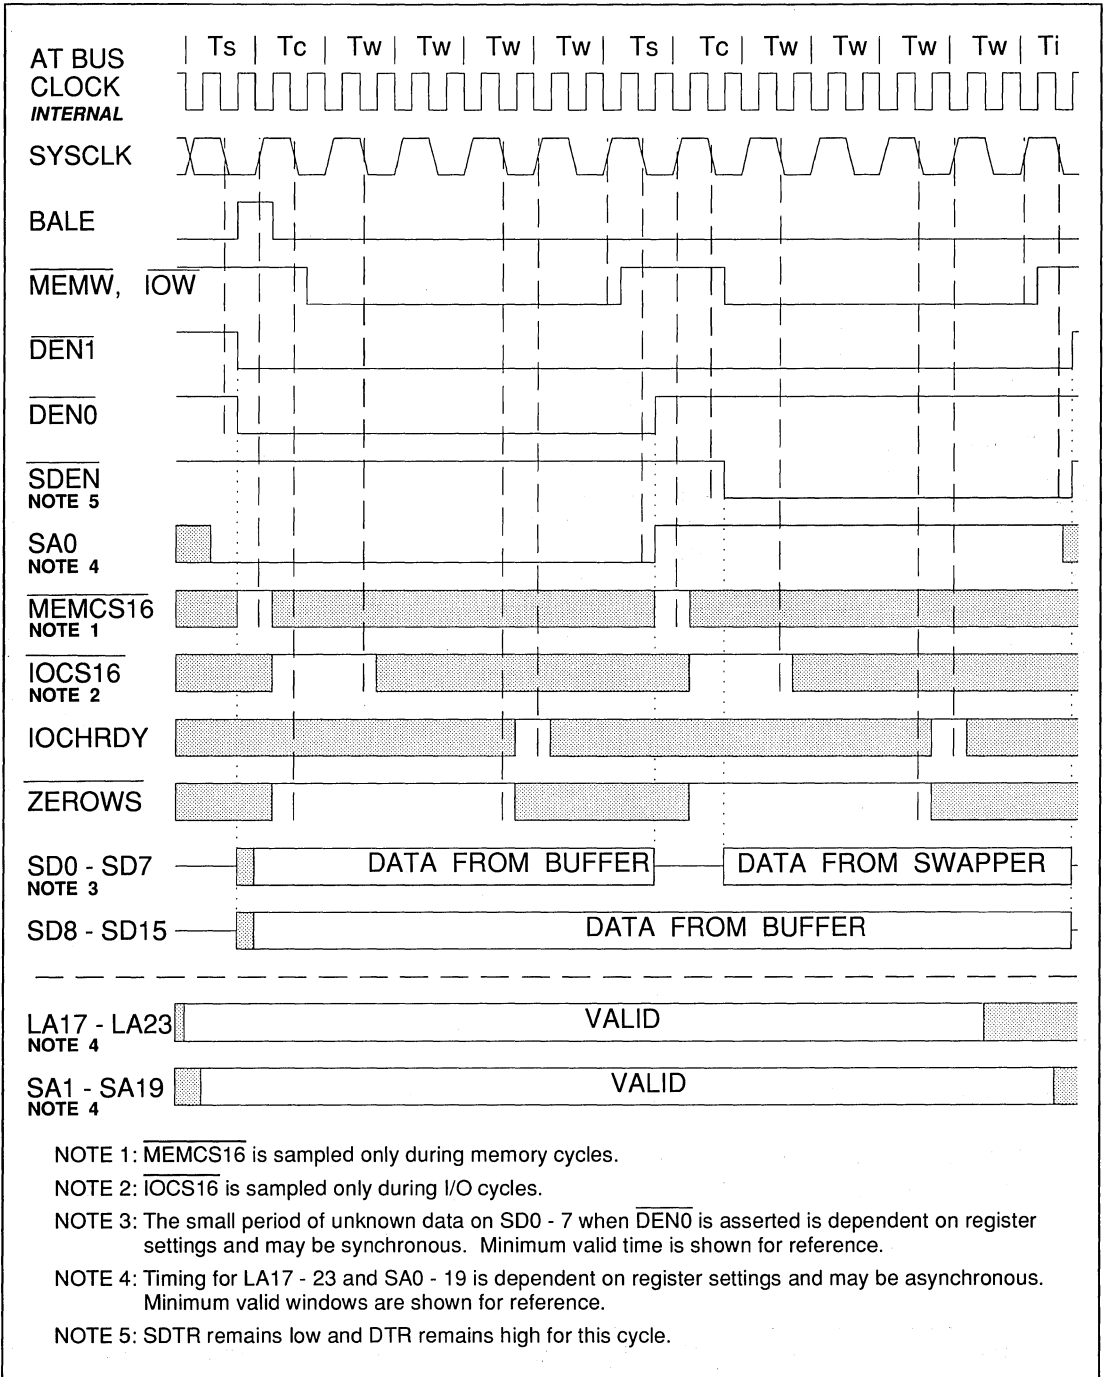 Ts Tc Tw Tw Tw Tw Ts Tc Tw Tw Tw Tw Ti
AT BUS
CLOCK
INTERNAL
SYSCLK
BALE
MEMW, IOW
DEN1
DEN0
SDEN
NOTE 5
SA0
NOTE 4
MEMCS16
NOTE 1
IOCS16
NOTE 2
IOCHRDY
ZEROWS
SD0 - SD7 DATA FROM BUFFER DATA FROM SWAPPER
NOTE 3
SD8 - SD15 DATA FROM BUFFER
LA17 - LA23 VALID
NOTE 4
SA1 - SA19 VALID
NOTE 4
NOTE 1: MEMCS16 is sampled only during memory cycles.
NOTE 2: IOCS16 is sampled only during I/O cycles.
NOTE 3: The small period of unknown data on SD0 - 7 when DEN0 is asserted is dependent on register
settings and may be synchronous. Minimum valid time is shown for reference.
NOTE 4: Timing for LA17 - 23 and SA0 - 19 is dependent on register settings and may be asynchronous.
Minimum valid windows are shown for reference.
NOTE 5: SDTR remains low and DTR remains high for this cycle.